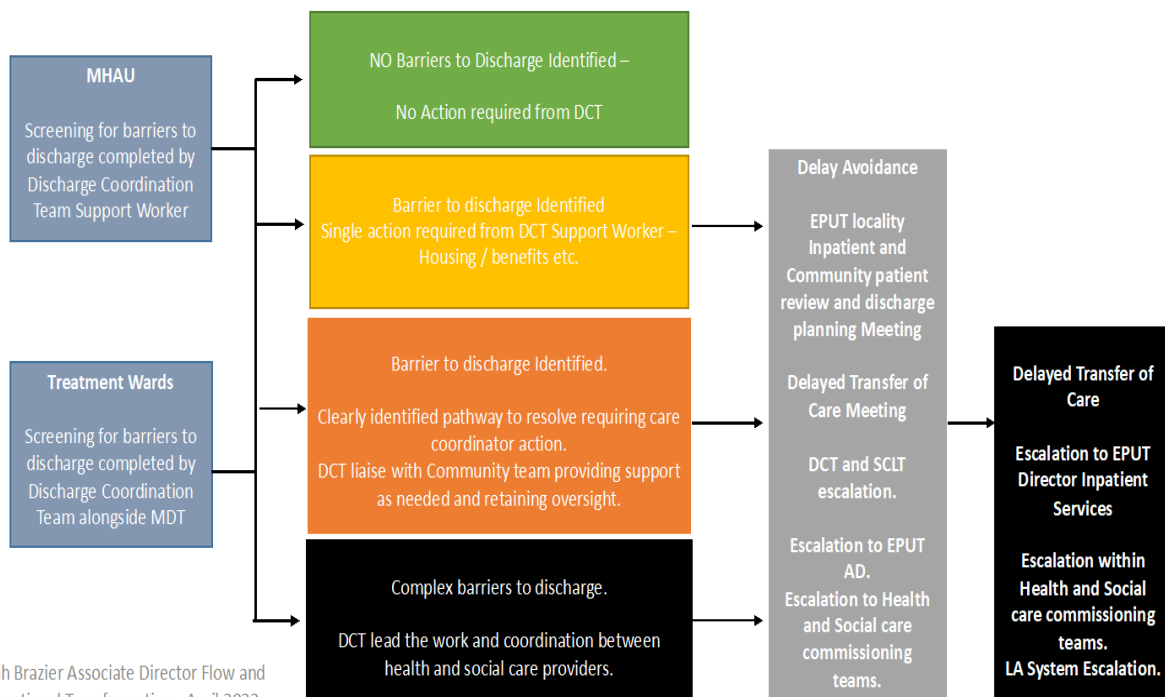 MHAU
Screening for barriers to
discharge completed by
Discharge Coordination
Team Support Worker
Treatment Wards
Screening for barriers to
discharge completed by
Discharge Coordination
Team alongside MDT
NO Barriers to Discharge Identified –
No Action required from DCT
Barrier to discharge Identified
Single action required from DCT Support Worker –
Housing / benefits etc.
Barrier to discharge Identified.
Clearly identified pathway to resolve requiring care
coordinator action.
DCT liaise with Community team providing support
as needed and retaining oversight.
Complex barriers to discharge.
DCT lead the work and coordination between
health and social care providers.
Delay Avoidance
EPUT locality
Inpatient and
Community patient
review and discharge
planning Meeting
Delayed Transfer of
Care Meeting
DCT and SCLT
escalation.
Escalation to EPUT
AD.
Escalation to Health
and Social care
commissioning
teams.
Delayed Transfer of
Care
Escalation to EPUT
Director Inpatient
Services
Escalation within
Health and Social
care commissioning
teams.
LA System Escalation.
Brazier Associate Director Flow and